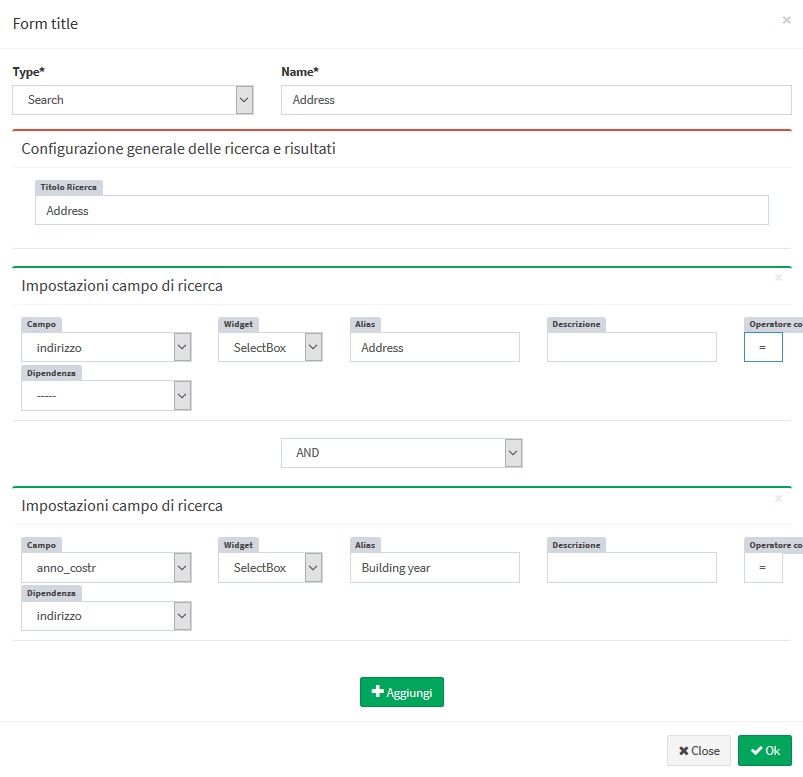 Form title
×
Type* Name*
Search Address
Configurazione generale delle ricerca e risultati
Titolo Ricerca
Address
Impostazioni campo di ricerca
Campo Widget Alias Descrizione Operatore co
indirizzo SelectBox Address =
Dipendenza
-----
AND
Impostazioni campo di ricerca
Campo Widget Alias Descrizione Operatore co
anno_costr SelectBox Building year =
Dipendenza
indirizzo
Aggiungi
Close Ok